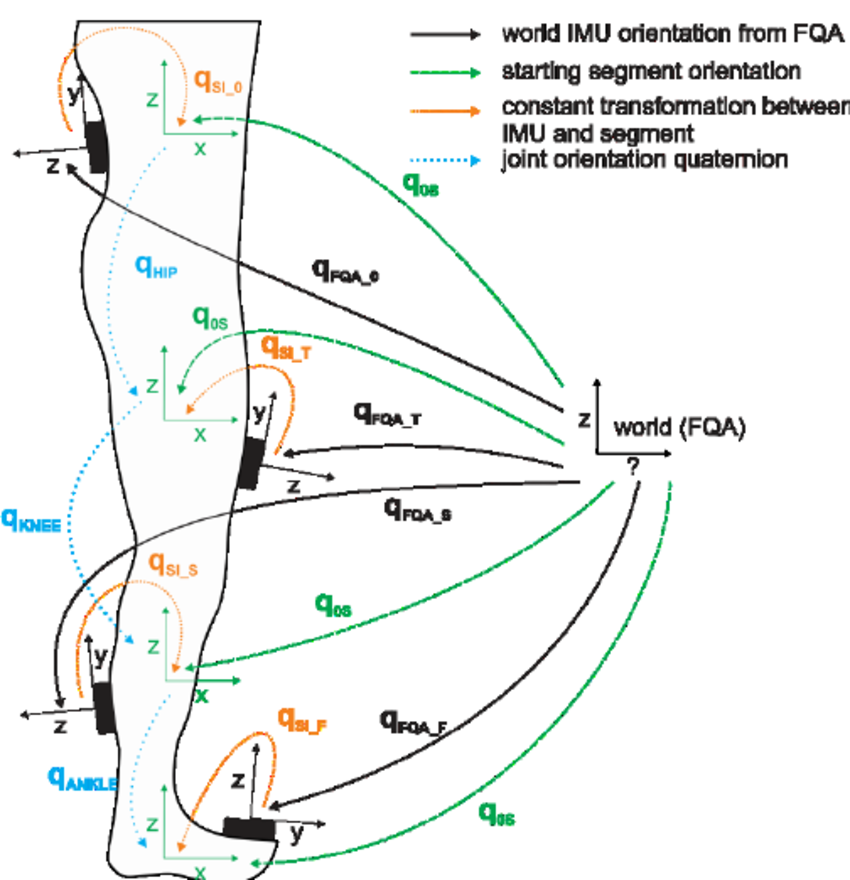 world IMU orientation from FQA
starting segment orientation
constant transformation between
IMU and segment
joint orientation quaternion
qSI_0
y
z
z
x
q0S
qHIP
qFQA_0
q0S
qSI_T
z
x
y
z
qFQA_T
z
world (FQA)
?
qFQA_S
qKNEE
qSI_S
q0S
z
x
y
z
qSI_F
qFQA_F
z
y
qANKLE
z
x
q0S